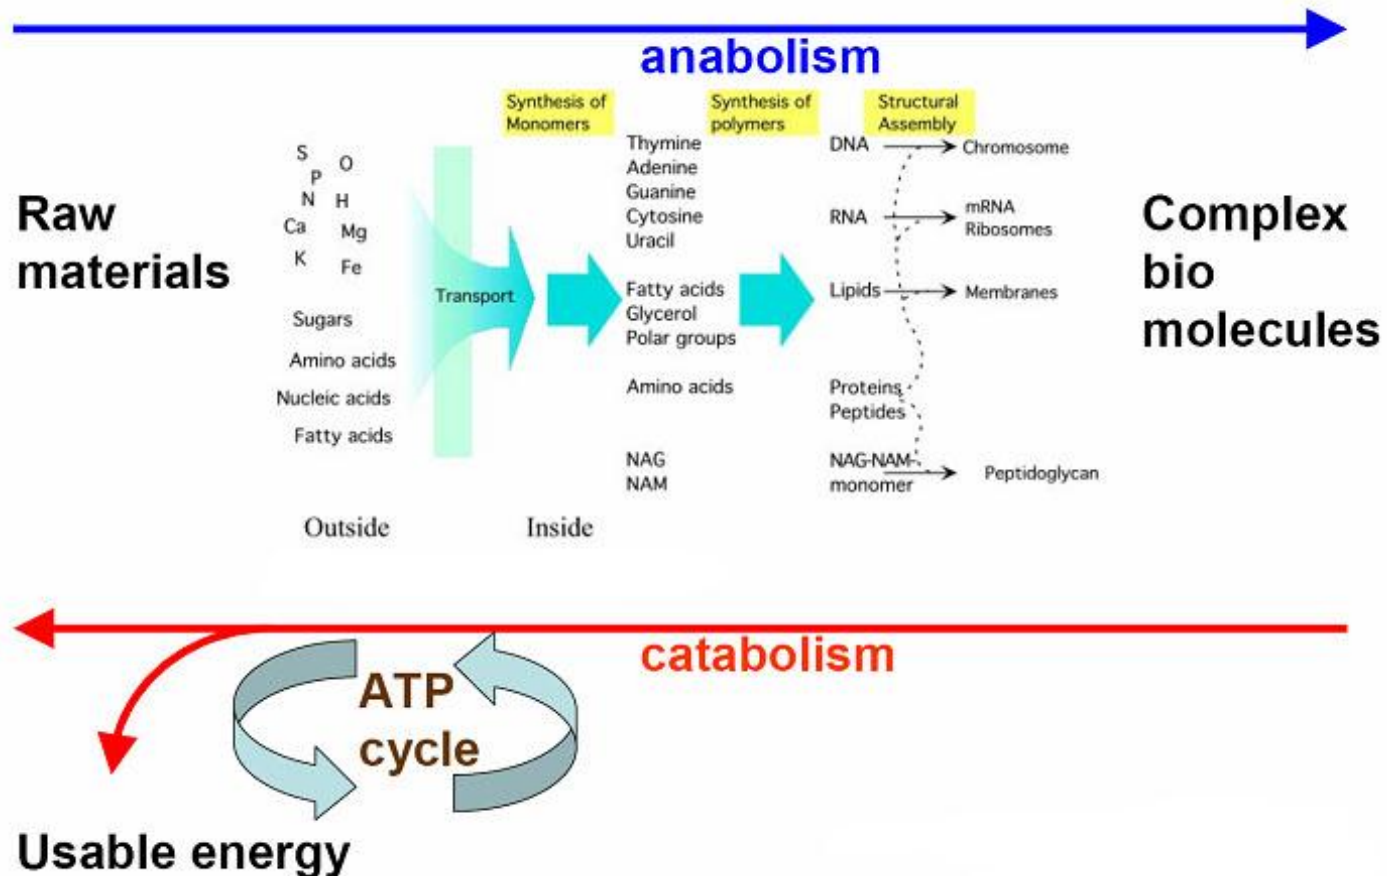 anabolism
Synthesis of
Monomers
Synthesis of
polymers
Structural
Assembly
Raw
materials
S
O
P
N
H
Ca
Mg
K
Fe
Sugars
Amino acids
Nucleic acids
Fatty acids
Transport
Thymine
Adenine
Guanine
Cytosine
Uracil
Fatty acids
Glycerol
Polar groups
Amino acids
NAG
NAM
DNA
RNA
Lipids
Proteins
Peptides
NAG-NAM-
monomer
Chromosome
mRNA
Ribosomes
Membranes
Peptidoglycan
Complex
bio
molecules
Outside
Inside
catabolism
ATP
cycle
Usable energy